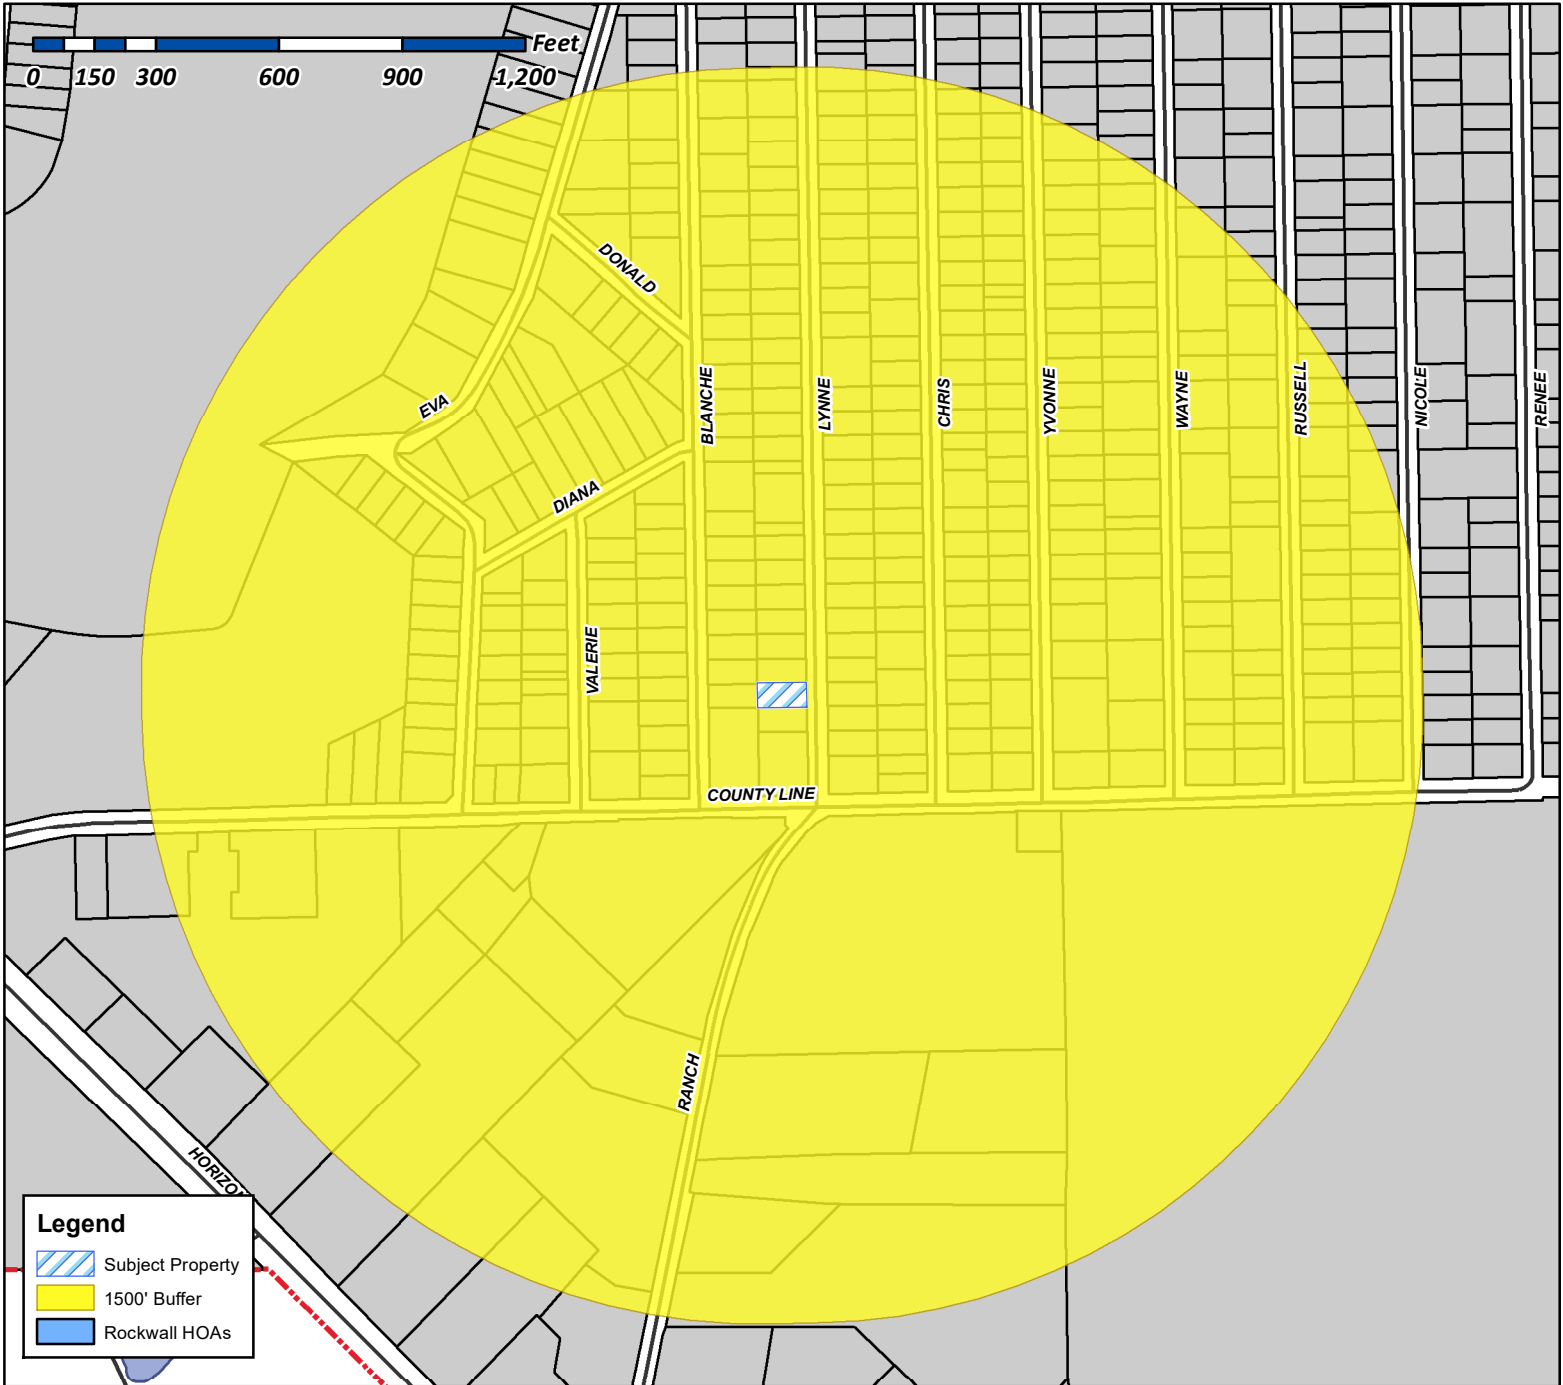 Feet
0 150 300 600 900 1,200
DONALD
EVA
BLANCHE
LYNNE
CHRIS
YVONNE
WAYNE
RUSSELL
NICOLE
RENEE
DIANA
VALERIE
COUNTY LINE
RANCH
HORIZON
Legend
Subject Property
1500' Buffer
Rockwall HOAs